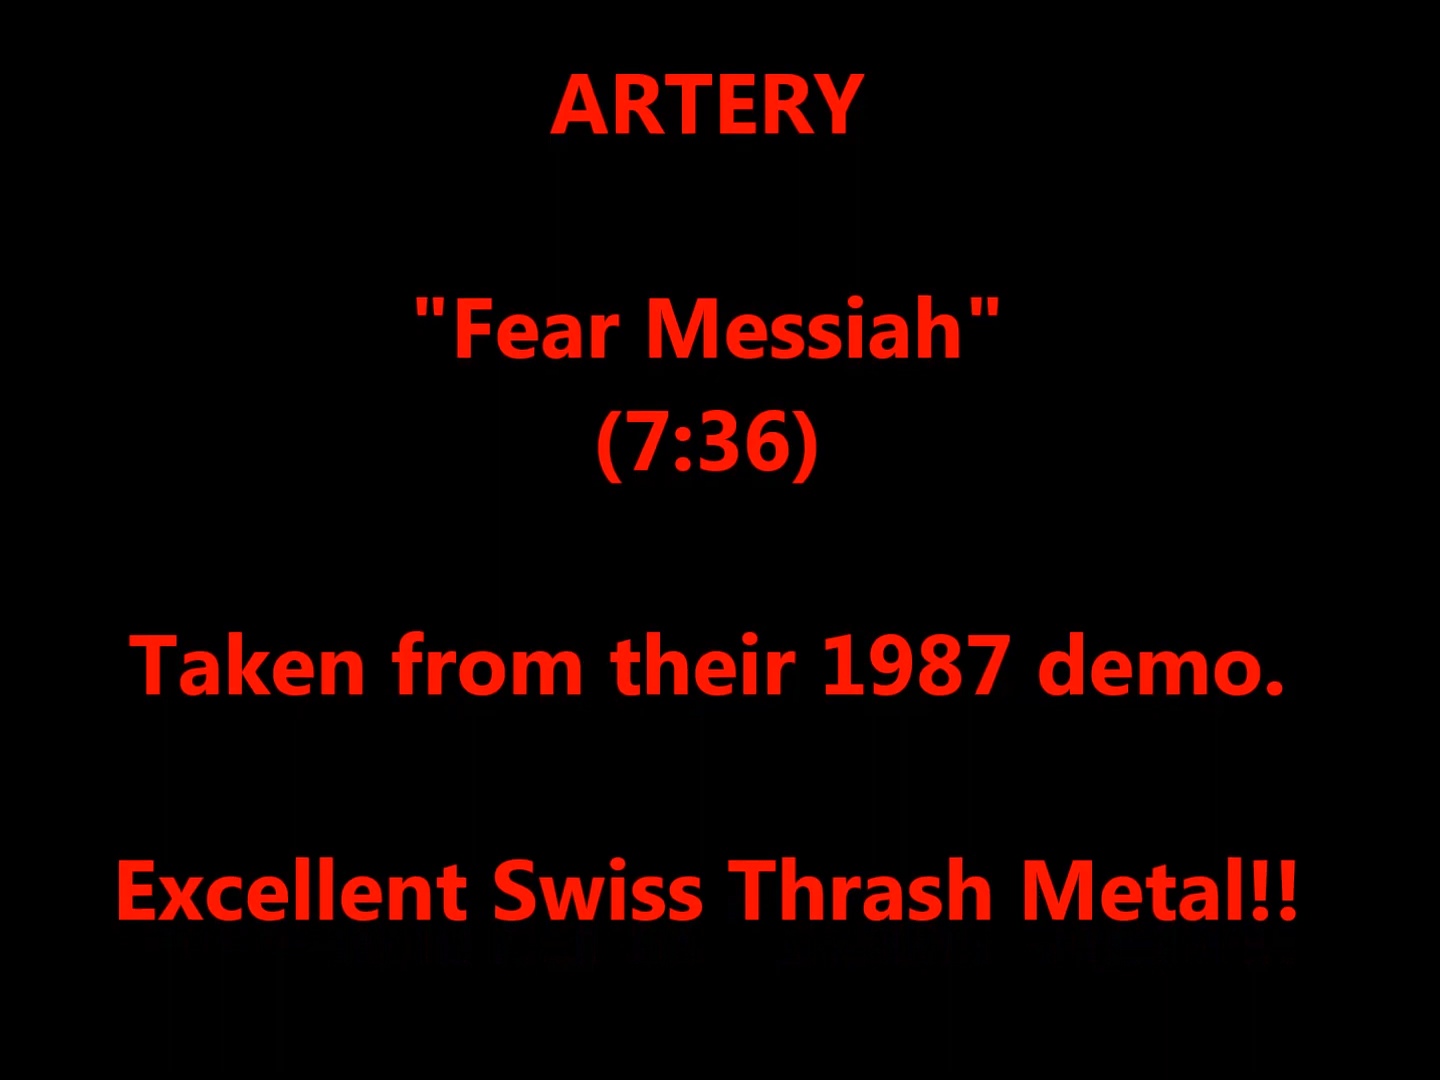 ARTERY
"Fear Messiah"
(7:36)
Taken from their 1987 demo.
Excellent Swiss Thrash Metal!!